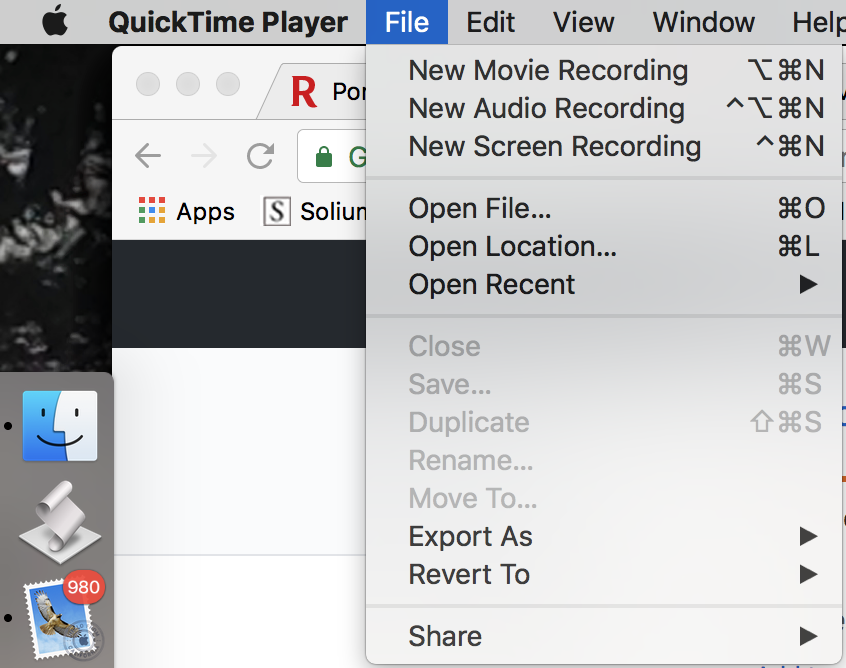 QuickTime Player File Edit View Window Help
New Movie Recording ⌥⌘N
New Audio Recording ^⌥⌘N
New Screen Recording ^⌘N
Open File... ⌘O
Open Location... ⌘L
Open Recent ▶
Close ⌘W
Save... ⌘S
Duplicate ⇧⌘S
Rename...
Move To...
Export As ▶
Revert To ▶
Share ▶
R Por
G
Apps S Solium
980